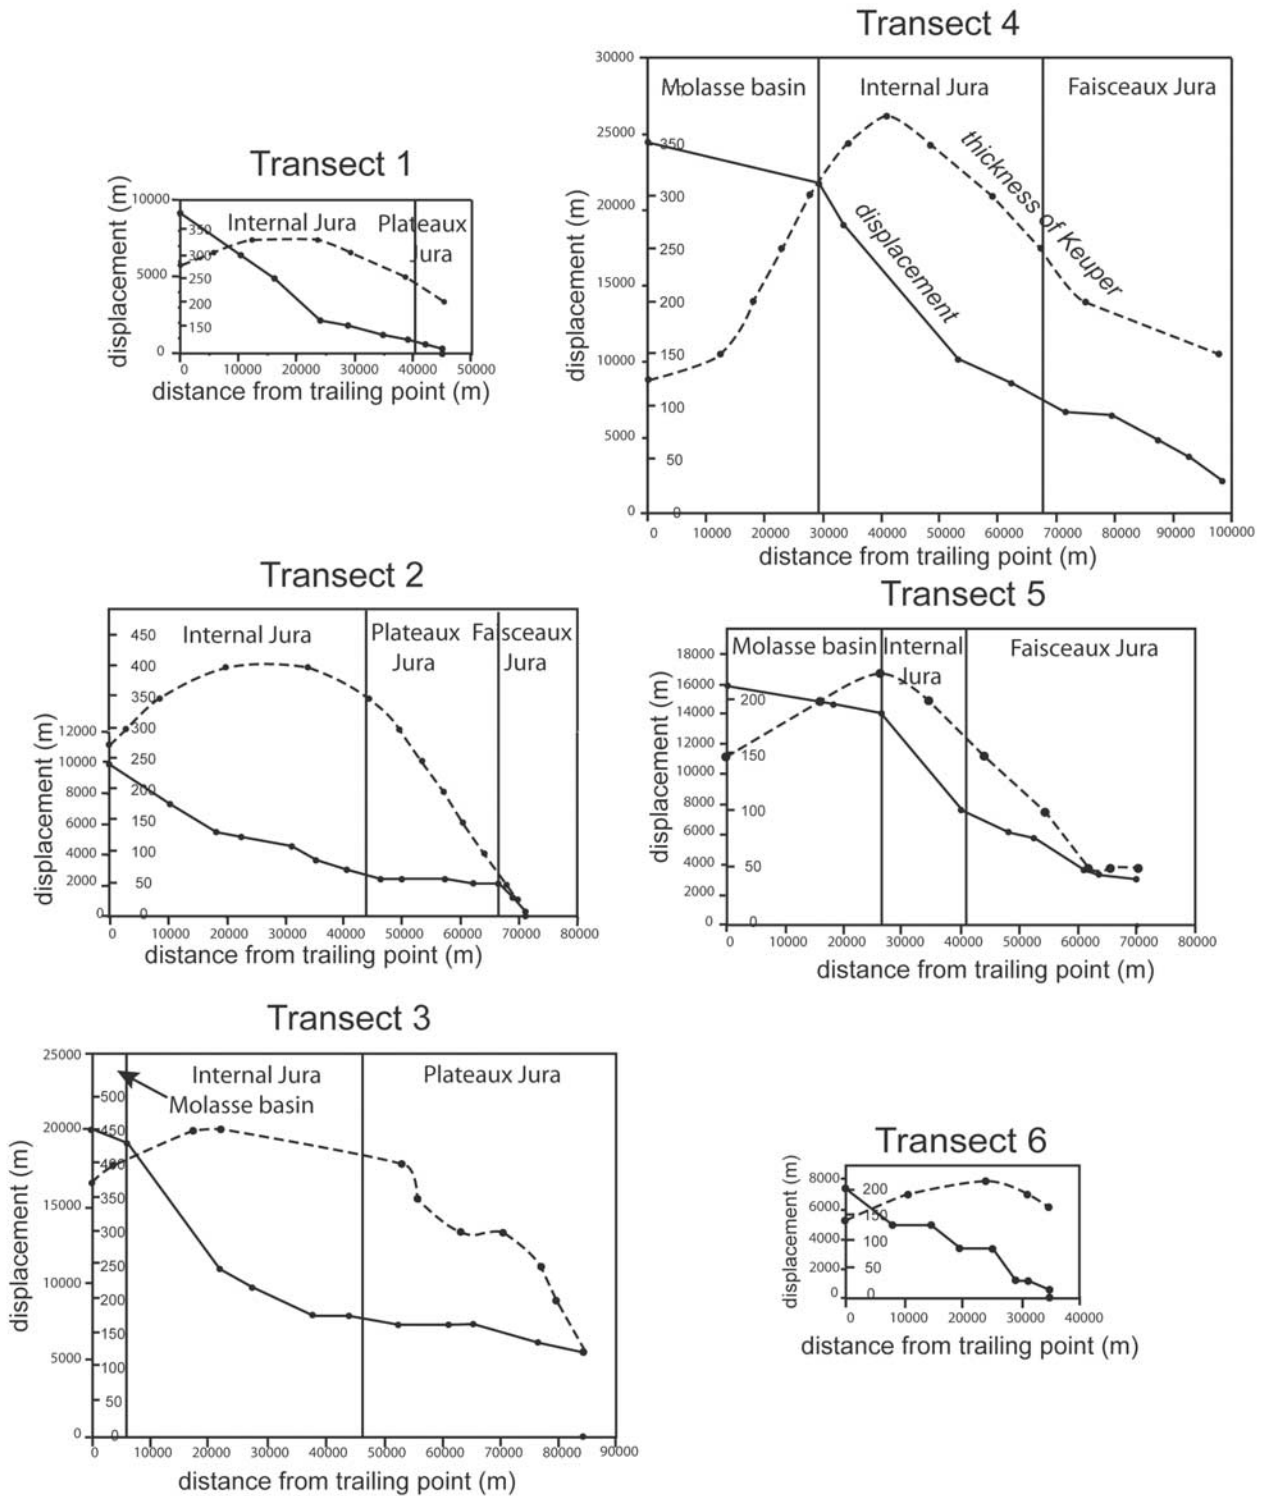 Transect 1
displacement (m)
10000
5000
0
350
300
250
200
150
Internal Jura
Plateaux
Jura
0 10000 20000 30000 40000 50000
distance from trailing point (m)
Transect 4
displacement (m)
30000
25000
20000
15000
10000
5000
0
350
300
250
200
150
100
50
0
Molasse basin
Internal Jura
Faisceaux Jura
thickness of Keuper
displacement
0 10000 20000 30000 40000 50000 60000 70000 80000 90000 100000
distance from trailing point (m)
Transect 2
displacement (m)
12000
10000
8000
6000
4000
2000
0
450
400
350
300
250
200
150
100
50
0
Internal Jura
Plateaux
Jura
Faisceaux
Jura
0 10000 20000 30000 40000 50000 60000 70000 80000
distance from trailing point (m)
Transect 5
displacement (m)
18000
16000
14000
12000
10000
8000
6000
4000
2000
0
200
150
100
50
0
Molasse basin
Internal
Jura
Faisceaux Jura
0 10000 20000 30000 40000 50000 60000 70000 80000
distance from trailing point (m)
Transect 3
displacement (m)
25000
20000
15000
10000
5000
0
500
450
400
350
300
250
200
150
100
50
0
Internal Jura
Molasse basin
Plateaux Jura
0 10000 20000 30000 40000 50000 60000 70000 80000 90000
distance from trailing point (m)
Transect 6
displacement (m)
8000
6000
4000
2000
0
200
150
100
50
0
0 10000 20000 30000 40000
distance from trailing point (m)